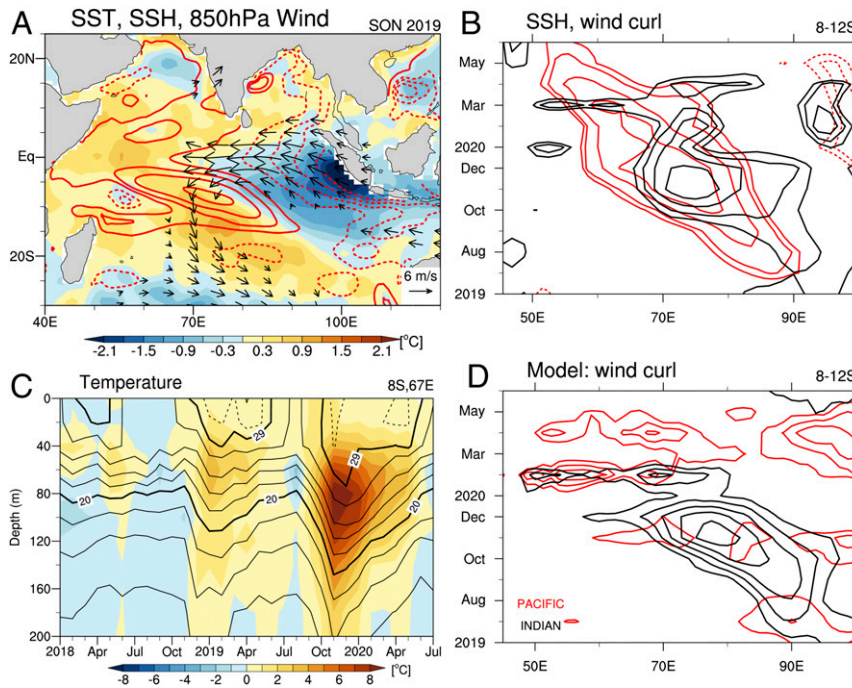 A SST, SSH, 850hPa Wind SON 2019
20N
Eq
20S
6 m/s
40E 70E 100E
-2.1 -1.5 -0.9 -0.3 0.3 0.9 1.5 2.1 [°C]
B SSH, wind curl 8-12S
May
Mar
2020
Dec
Oct
Aug
2019
50E 70E 90E
C Temperature 8S,67E
Depth (m)
0
40
80
120
160
200
29
29
20
20
2018 Apr Jul Oct 2019 Apr Jul Oct 2020 Apr Jul
-8 -6 -4 -2 0 2 4 6 8 [°C]
D Model: wind curl 8-12S
May
Mar
2020
Dec
Oct
Aug
2019
PACIFIC
INDIAN
50E 70E 90E